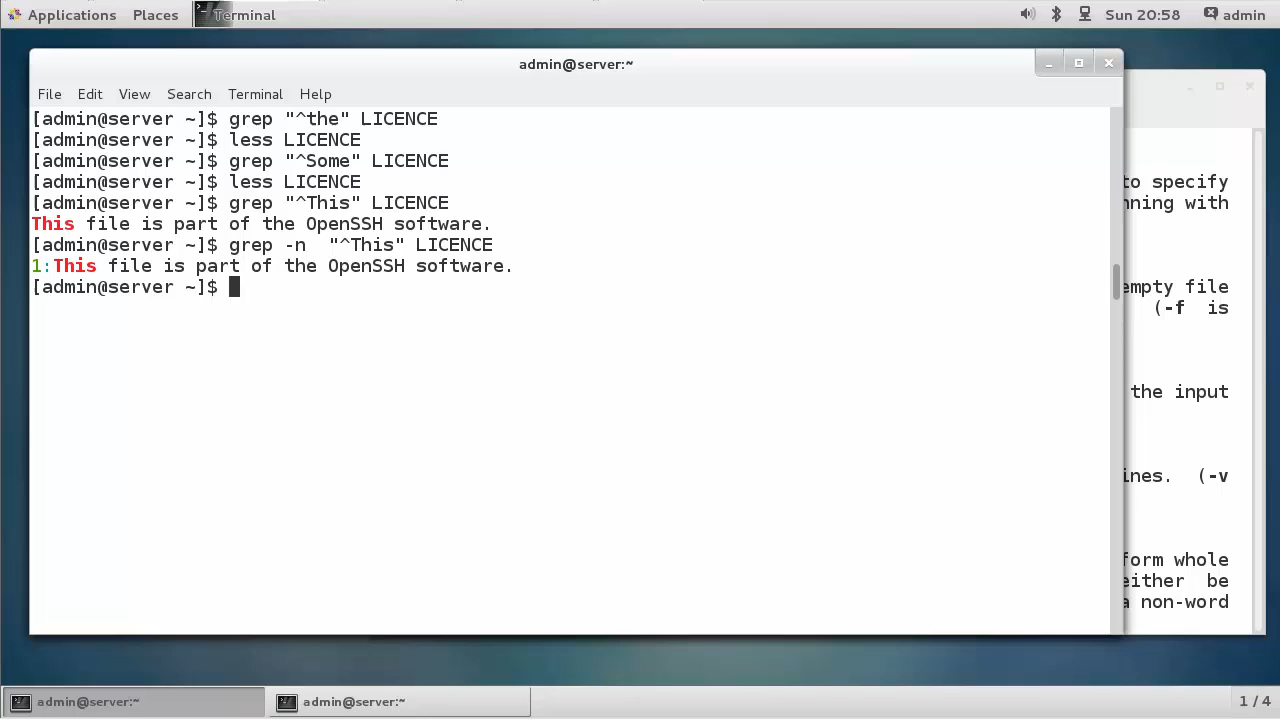 Applications Places Terminal Sun 20:58 admin
admin@server:~
File Edit View Search Terminal Help
[admin@server ~]$ grep "^the" LICENCE
[admin@server ~]$ less LICENCE
[admin@server ~]$ grep "^Some" LICENCE
[admin@server ~]$ less LICENCE
[admin@server ~]$ grep "^This" LICENCE
This file is part of the OpenSSH software.
[admin@server ~]$ grep -n  "^This" LICENCE
1:This file is part of the OpenSSH software.
[admin@server ~]$
to specify
nning with
empty file
(-f is
the input
ines. (-v
form whole
either be
a non-word
admin@server:~ admin@server:~ 1 / 4